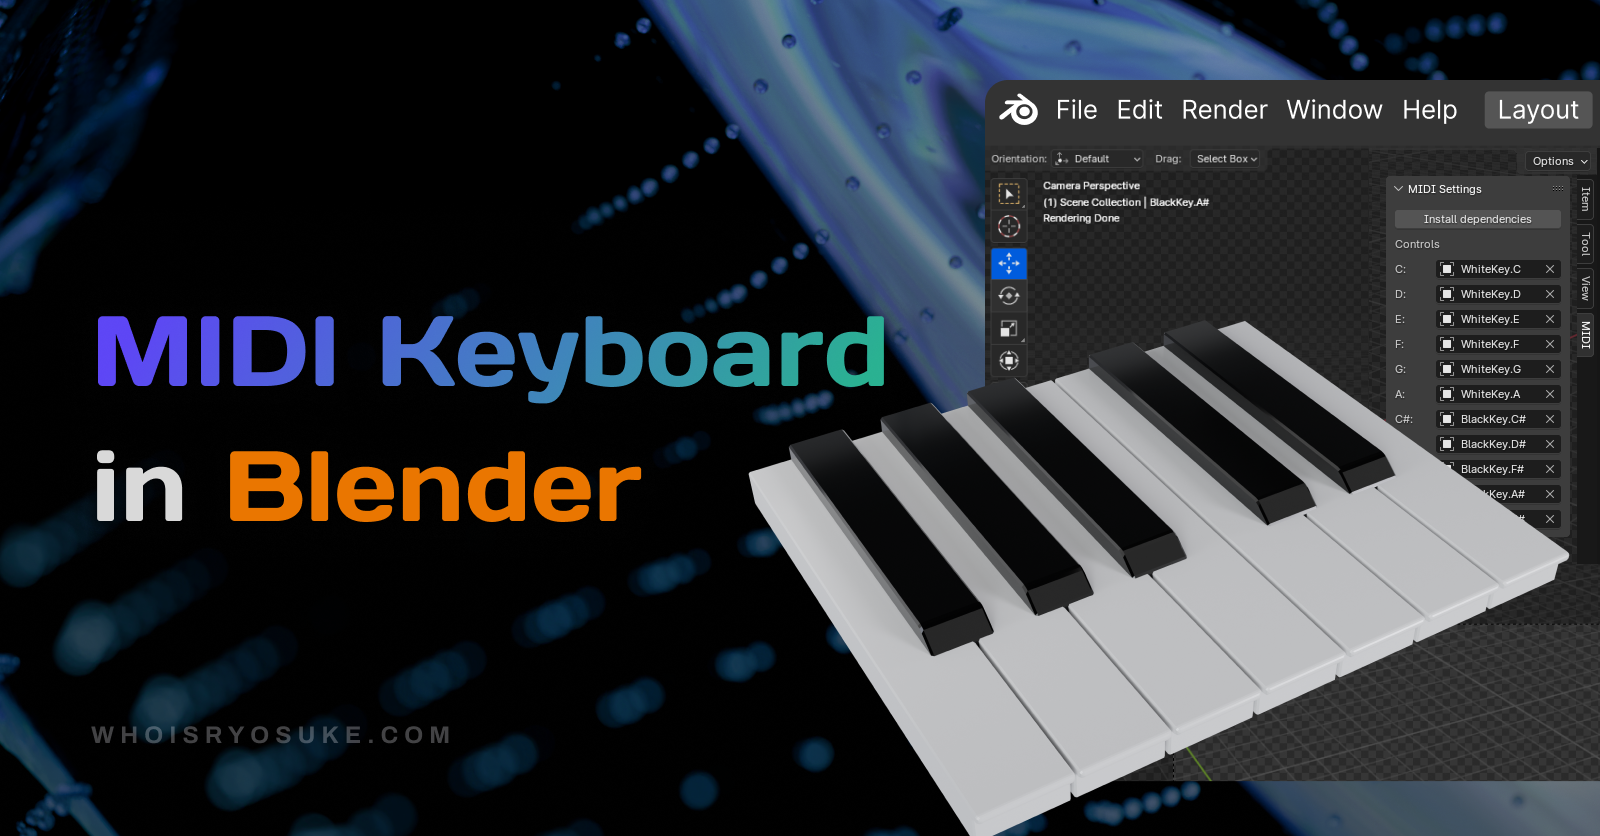 MIDI Keyboard
in Blender
WHOISRYOSUKE.COM
File Edit Render Window Help Layout
Orientation: Default Drag: Select Box
Options
Camera Perspective
(1) Scene Collection | BlackKey.A#
Rendering Done
MIDI Settings
Install dependencies
Controls
C: WhiteKey.C
D: WhiteKey.D
E: WhiteKey.E
F: WhiteKey.F
G: WhiteKey.G
A: WhiteKey.A
C#: BlackKey.C#
BlackKey.D#
BlackKey.F#
Key.A#
#
Item
Tool
View
MIDI